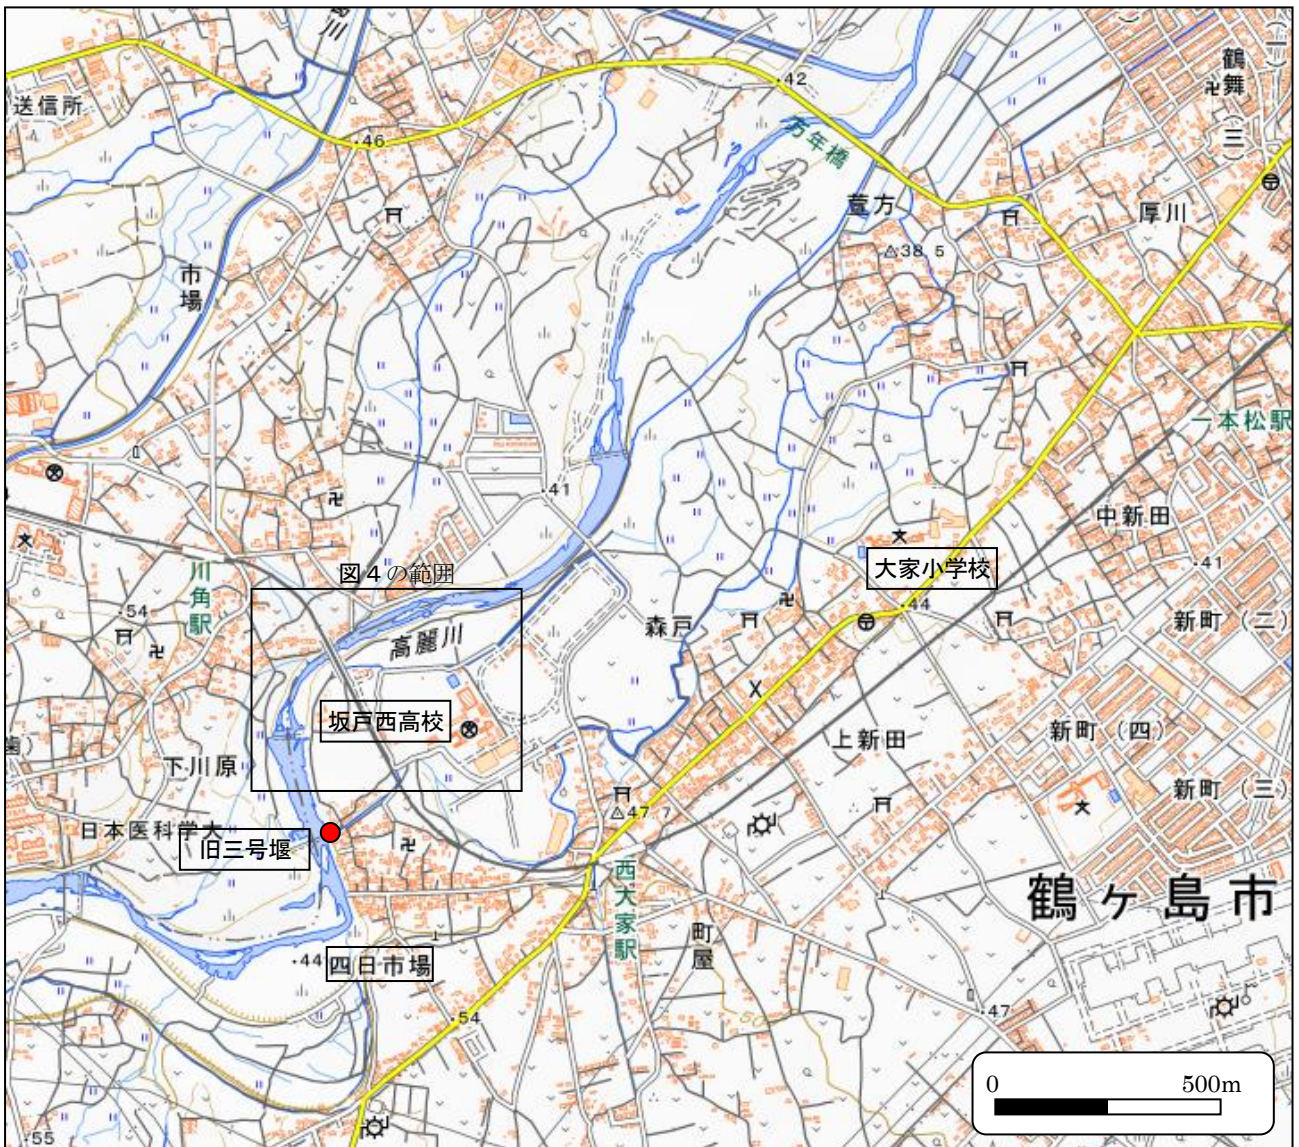 送信所
・46
・42
万年橋
鶴舞(三)
萱方
厚川
△38.5
市場
一本松駅
・41
中新田
大家小学校
・41
図4の範囲
川角駅
・54
・44
高麗川
森戸
新町(二)
坂戸西高校
X
上新田
新町(四)
下川原
新町(三)
△47.7
日本医科学大
旧三号堰
西大家駅
鶴ヶ島市
町屋
・44
四日市場
・47
・54
50
0 500m
・55